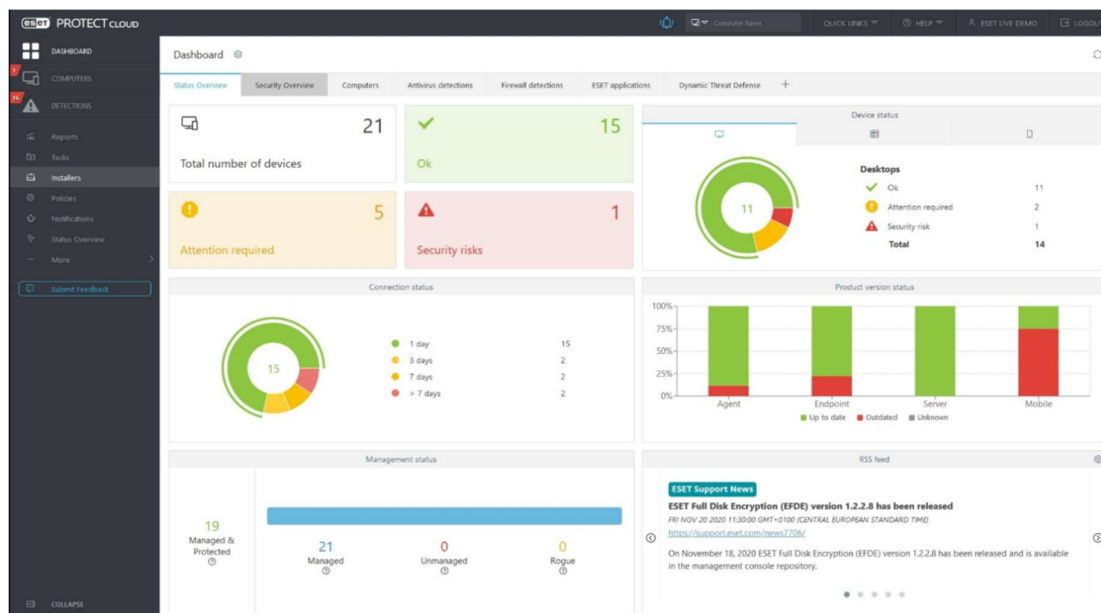 eset PROTECT CLOUD
Computer Name
QUICK LINKS
HELP
ESET LIVE DEMO
LOGOUT
DASHBOARD
COMPUTERS
DETECTIONS
Reports
Tasks
Installers
Policies
Notifications
Status Overview
More
Submit Feedback
COLLAPSE
Dashboard
Status Overview
Security Overview
Computers
Antivirus detections
Firewall detections
ESET applications
Dynamic Threat Defense
21
Total number of devices
15
Ok
5
Attention required
1
Security risks
Device status
11
Desktops
Ok 11
Attention required 2
Security risk 1
Total 14
Connection status
15
1 day 15
3 days 2
7 days 2
> 7 days 2
Product version status
100%
75%
50%
25%
0%
Agent Endpoint Server Mobile
Up to date Outdated Unknown
Management status
19
Managed &
Protected
21
Managed
0
Unmanaged
0
Rogue
RSS feed
ESET Support News
ESET Full Disk Encryption (EFDE) version 1.2.2.8 has been released
FRI NOV 20 2020 11:30:00 GMT+0100 (CENTRAL EUROPEAN STANDARD TIME)
https://support.eset.com/news7706/
On November 18, 2020 ESET Full Disk Encryption (EFDE) version 1.2.2.8 has been released and is available
in the management console repository.